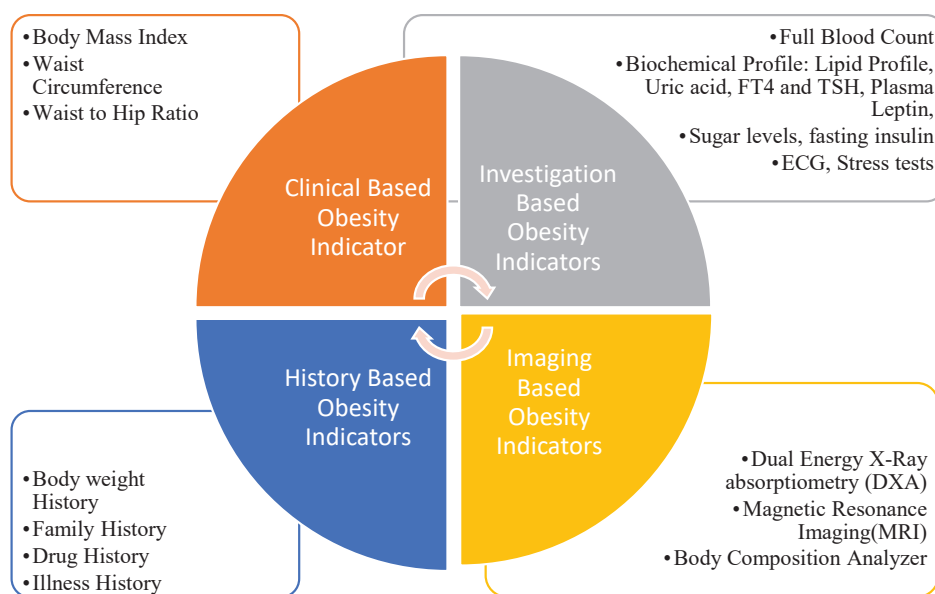 •Body Mass Index
•Waist
Circumference
•Waist to Hip Ratio
•Full Blood Count
•Biochemical Profile: Lipid Profile,
Uric acid, FT4 and TSH, Plasma
Leptin,
•Sugar levels, fasting insulin
•ECG, Stress tests
Clinical Based
Obesity
Indicator
Investigation
Based
Obesity
Indicators
History Based
Obesity
Indicators
Imaging
Based
Obesity
Indicators
•Body weight
History
•Family History
•Drug History
•Illness History
•Dual Energy X-Ray
absorptiometry (DXA)
•Magnetic Resonance
Imaging(MRI)
•Body Composition Analyzer